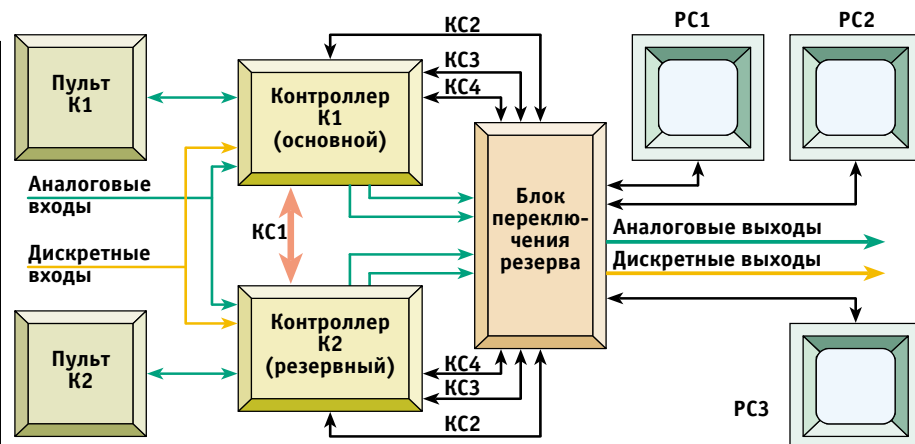 КС2
РС1
РС2
КС3
КС4
Пульт
К1
Контроллер
К1
(основной)
Аналоговые
входы
КС1
Дискретные
входы
Блок
переклю-
чения
резерва
Аналоговые выходы
Дискретные выходы
Пульт
К2
Контроллер
К2
(резервный)
КС4
КС3
КС2
РС3